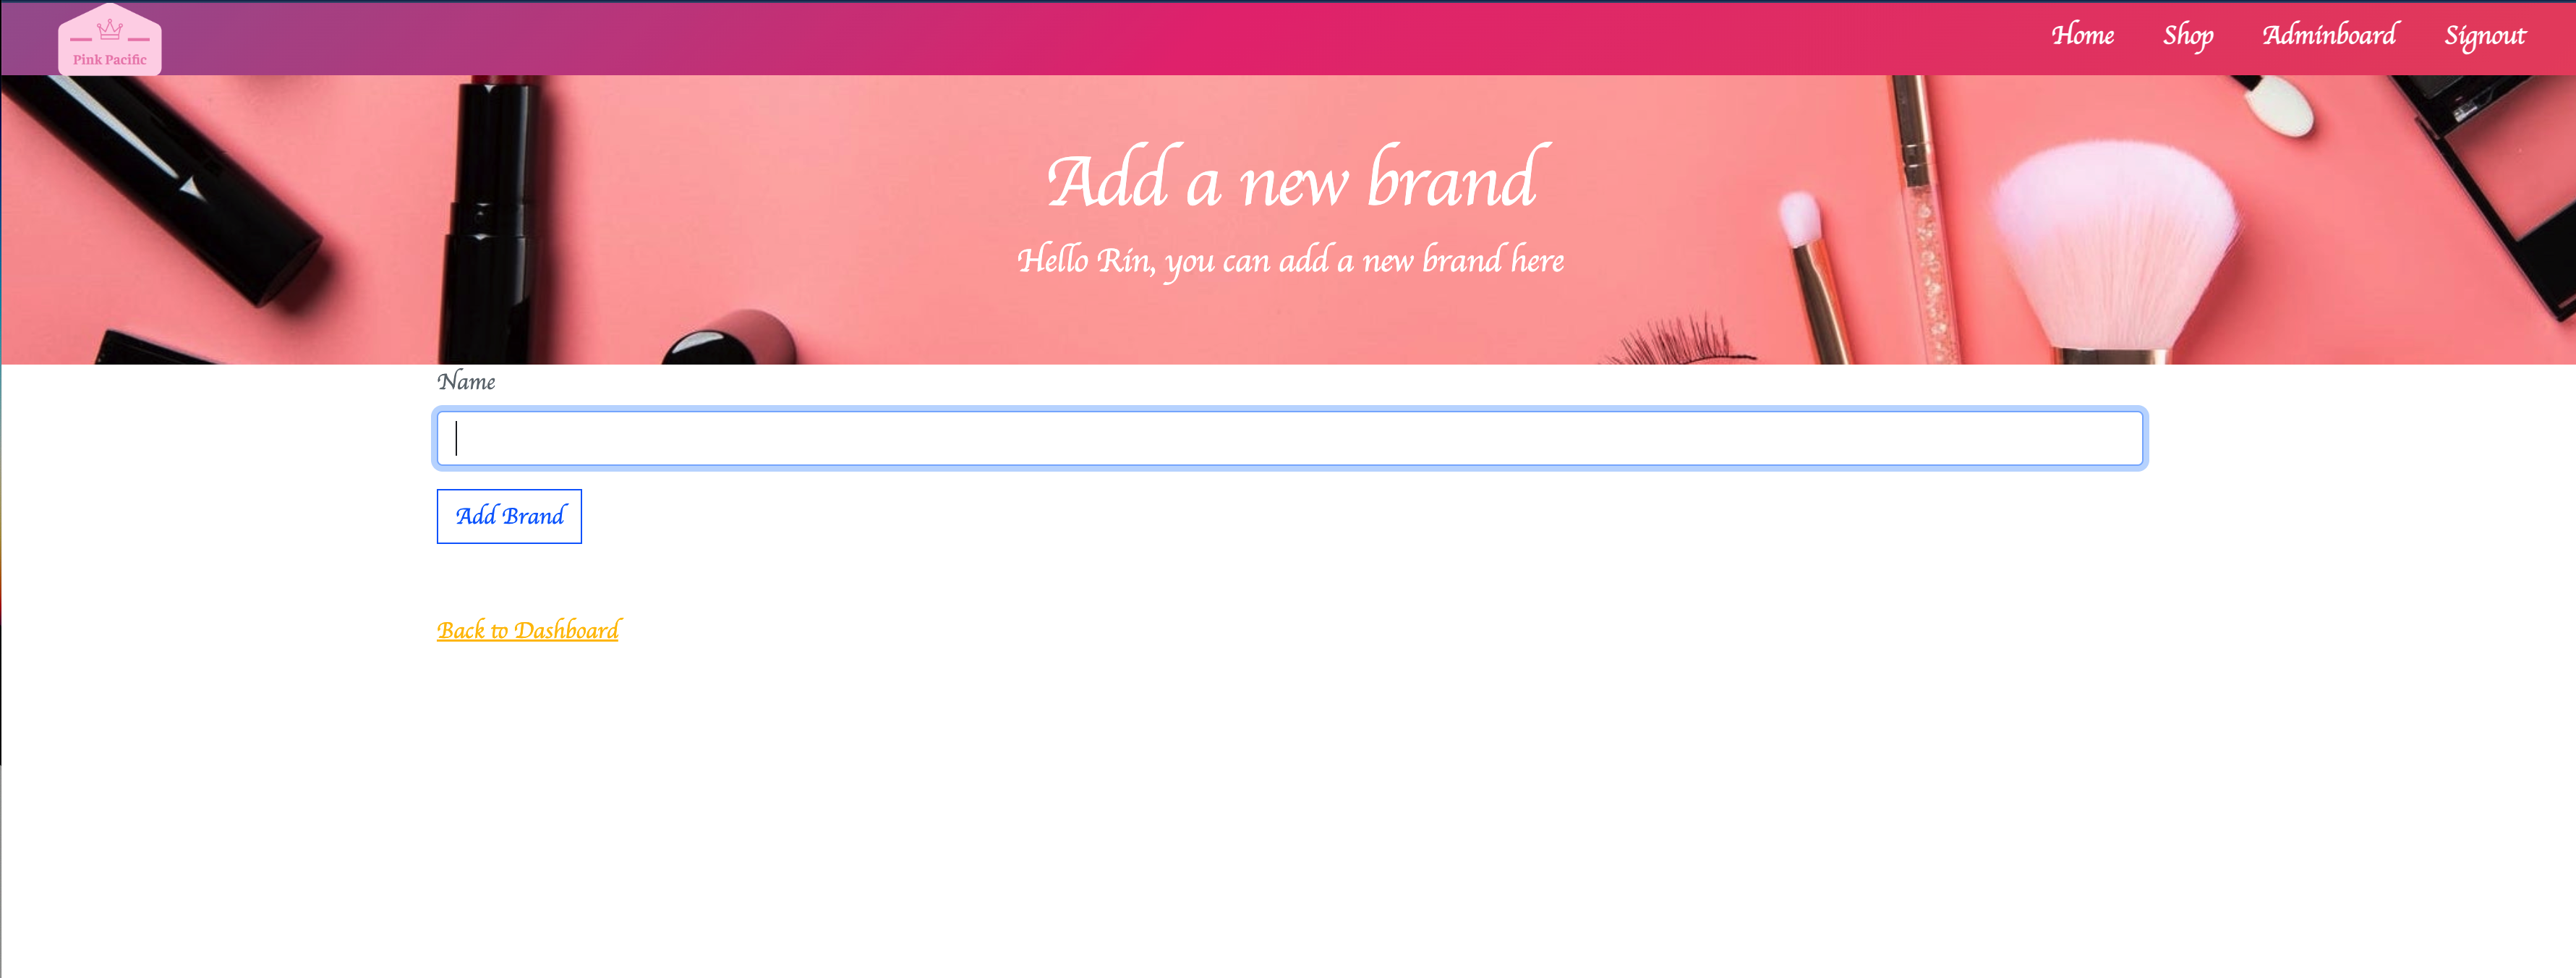 Pink Pacific
Home Shop Adminboard Signout
Add a new brand
Hello Rin, you can add a new brand here
Name
Add Brand
Back to Dashboard